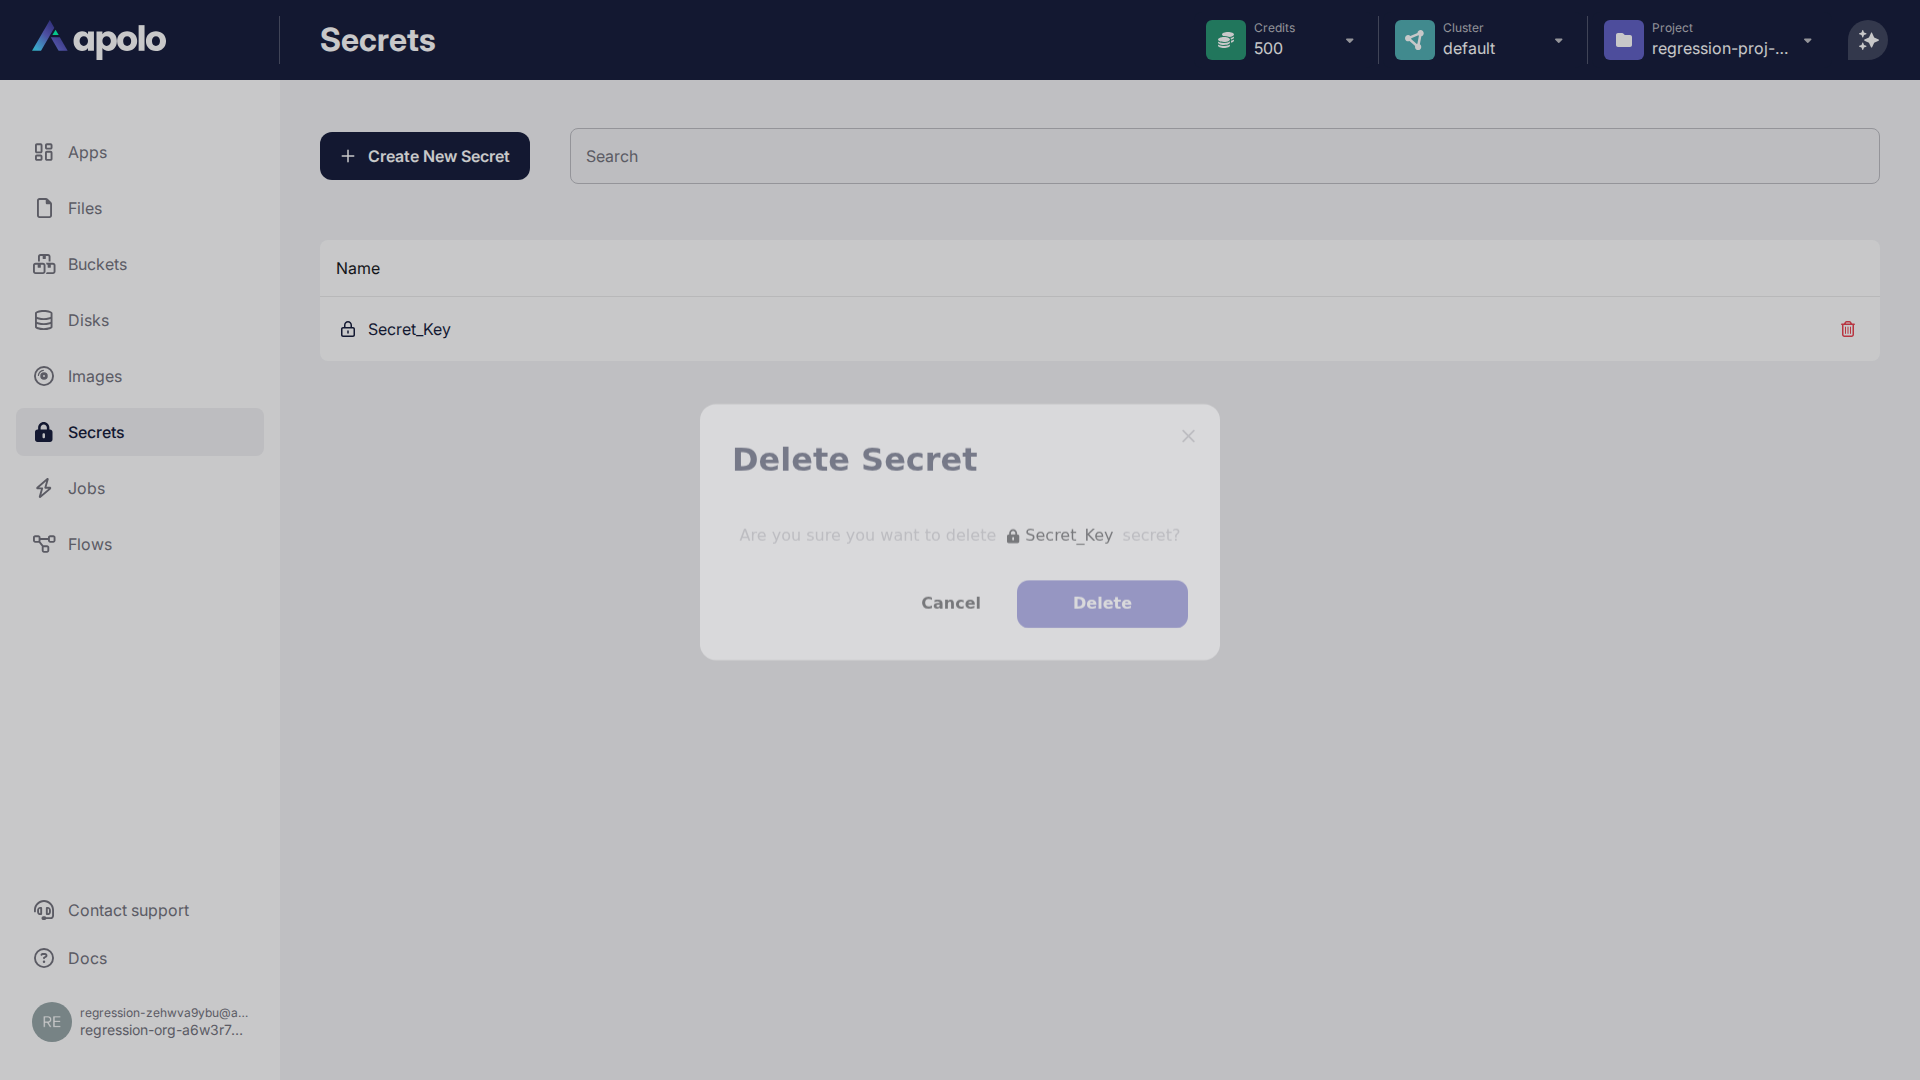 apolo
Secrets
Credits
500
Cluster
default
Project
regression-proj-...
Apps
Files
Buckets
Disks
Images
Secrets
Jobs
Flows
Contact support
Docs
RE
regression-zehwva9ybu@a...
regression-org-a6w3r7...
Create New Secret
Search
Name
Secret_Key
Delete Secret
Are you sure you want to delete Secret_Key secret?
Cancel
Delete